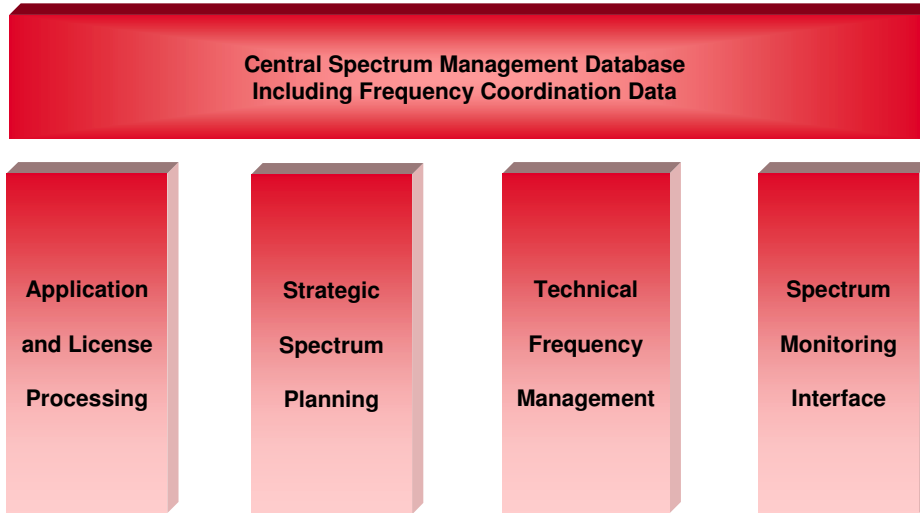 Central Spectrum Management Database
Including Frequency Coordination Data
Application
and License
Processing
Strategic
Spectrum
Planning
Technical
Frequency
Management
Spectrum
Monitoring
Interface